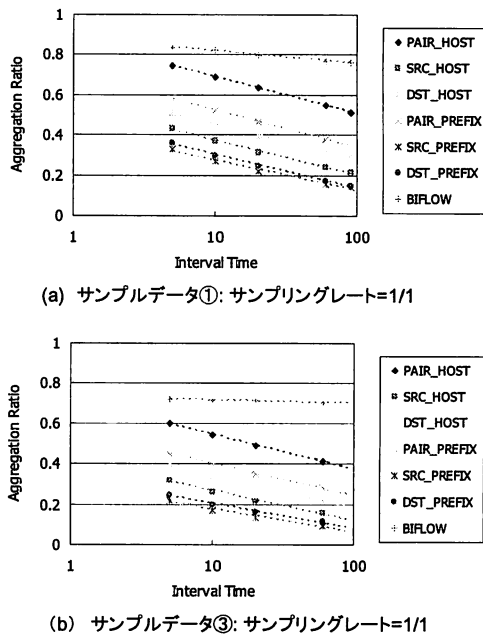 1
0.8
0.6
0.4
0.2
0
Aggregation Ratio
1
10
100
Interval Time
PAIR_HOST
SRC_HOST
DST_HOST
PAIR_PREFIX
SRC_PREFIX
DST_PREFIX
BIFLOW
(a) サンプルデータ①: サンプリングレート=1/1
1
0.8
0.6
0.4
0.2
0
Aggregation Ratio
1
10
100
Interval Time
PAIR_HOST
SRC_HOST
DST_HOST
PAIR_PREFIX
SRC_PREFIX
DST_PREFIX
BIFLOW
(b) サンプルデータ③: サンプリングレート=1/1